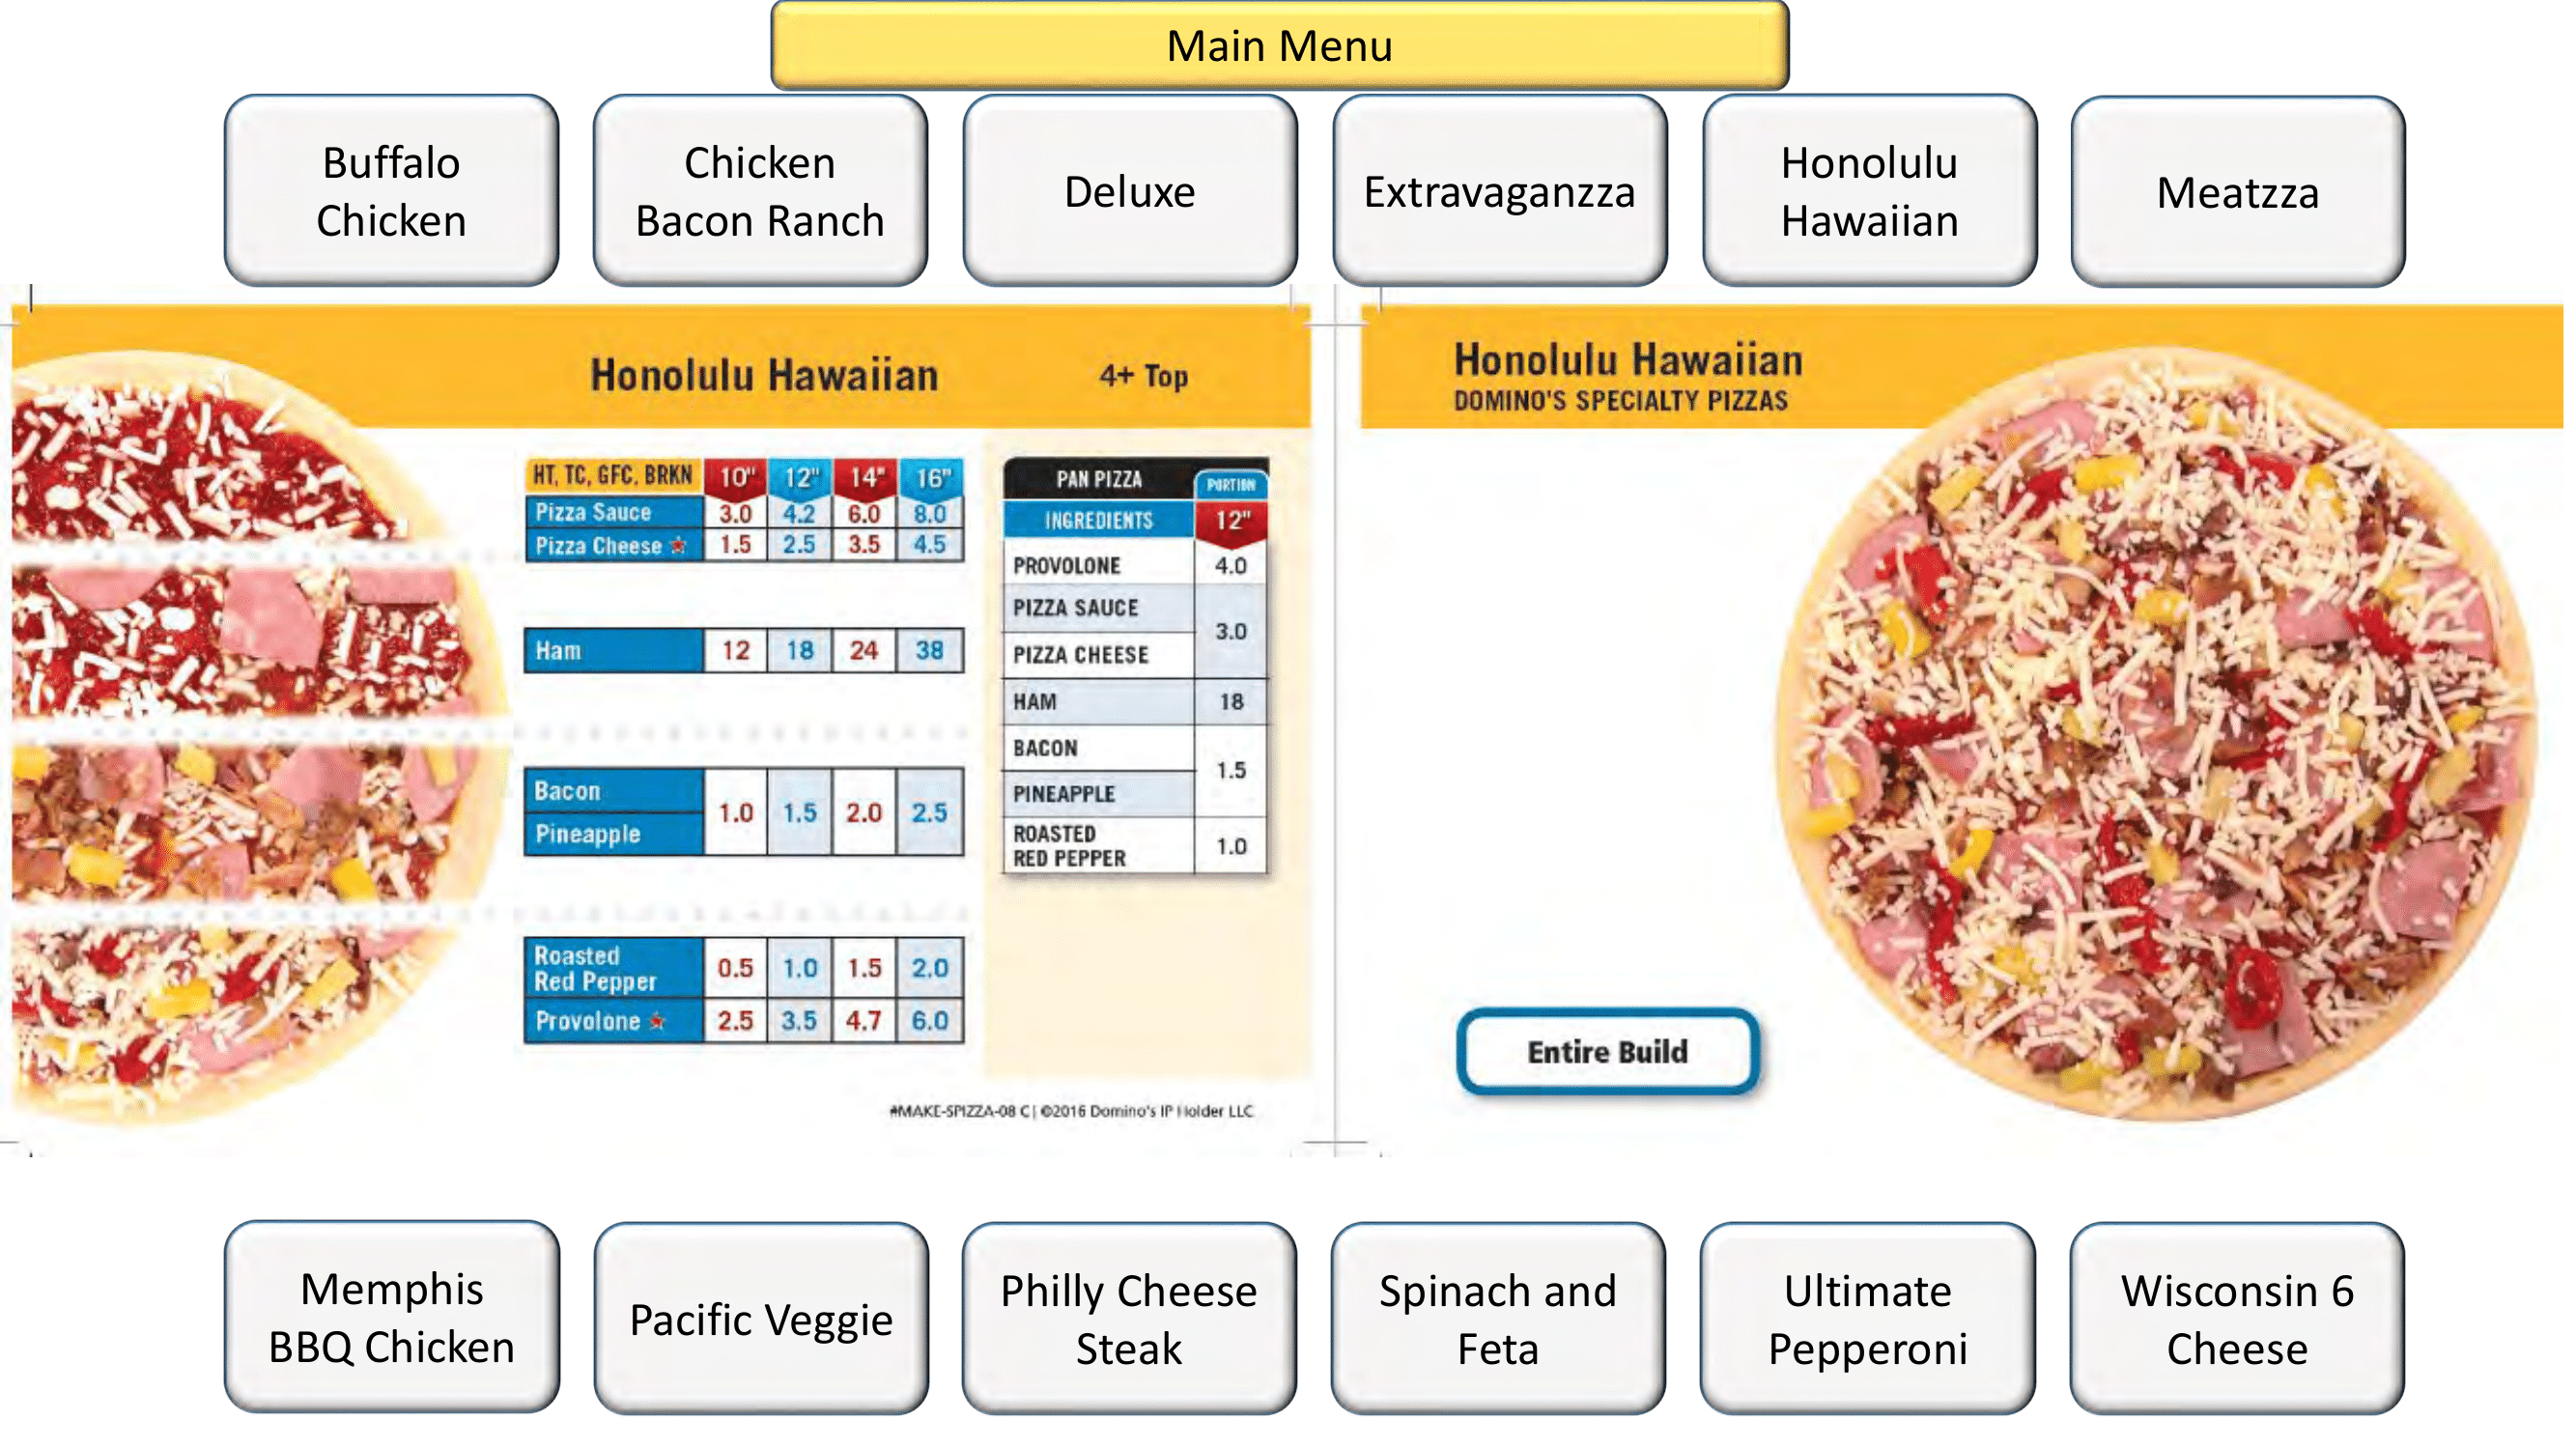 Main Menu
Buffalo
Chicken
Chicken
Bacon Ranch
Deluxe
Extravaganzza
Honolulu
Hawaiian
Meatzza
Honolulu Hawaiian
4+ Top
HT, TC, GFC, BRKN 10" 12" 14" 16"
Pizza Sauce 3.0 4.2 6.0 8.0
Pizza Cheese ★ 1.5 2.5 3.5 4.5
Ham 12 18 24 38
Bacon
Pineapple
1.0 1.5 2.0 2.5
Roasted
Red Pepper
0.5 1.0 1.5 2.0
Provolone ★ 2.5 3.5 4.7 6.0
PAN PIZZA
PORTION
INGREDIENTS 12"
PROVOLONE 4.0
PIZZA SAUCE
PIZZA CHEESE
3.0
HAM 18
BACON
PINEAPPLE
1.5
ROASTED
RED PEPPER
1.0
#MAKE-SPIZZA-08 C | ©2016 Domino's IP Holder LLC
Honolulu Hawaiian
DOMINO'S SPECIALTY PIZZAS
Entire Build
Memphis
BBQ Chicken
Pacific Veggie
Philly Cheese
Steak
Spinach and
Feta
Ultimate
Pepperoni
Wisconsin 6
Cheese